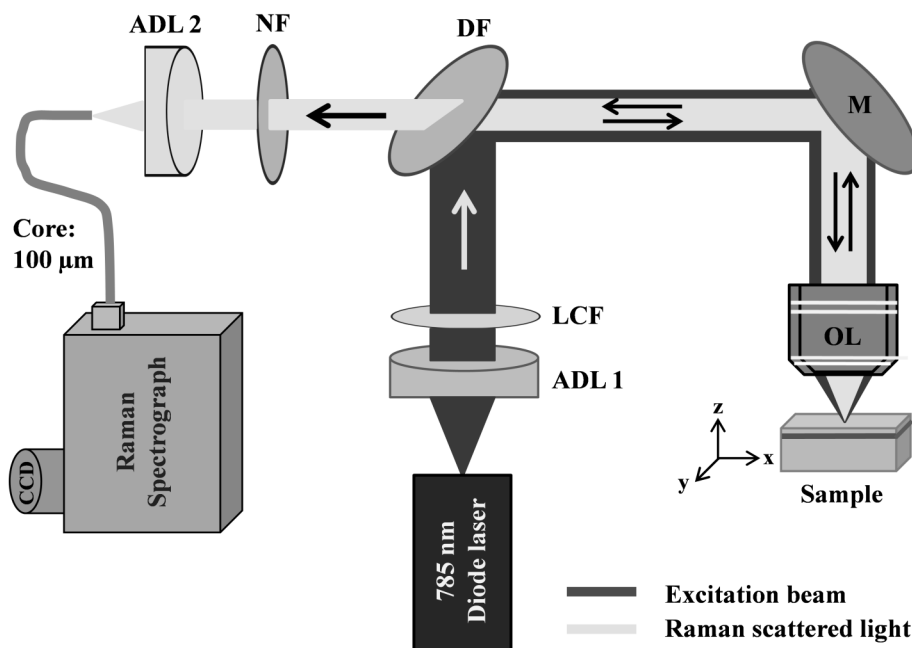 ADL 2
NF
DF
M
Core:
100 µm
LCF
OL
ADL 1
z
x
y
Raman
Spectrograph
CCD
Sample
785 nm
Diode laser
Excitation beam
Raman scattered light